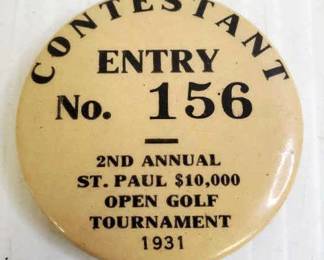 CONTESTANT
ENTRY
No. 156
2ND ANNUAL
ST. PAUL $10,000
OPEN GOLF
TOURNAMENT
1931